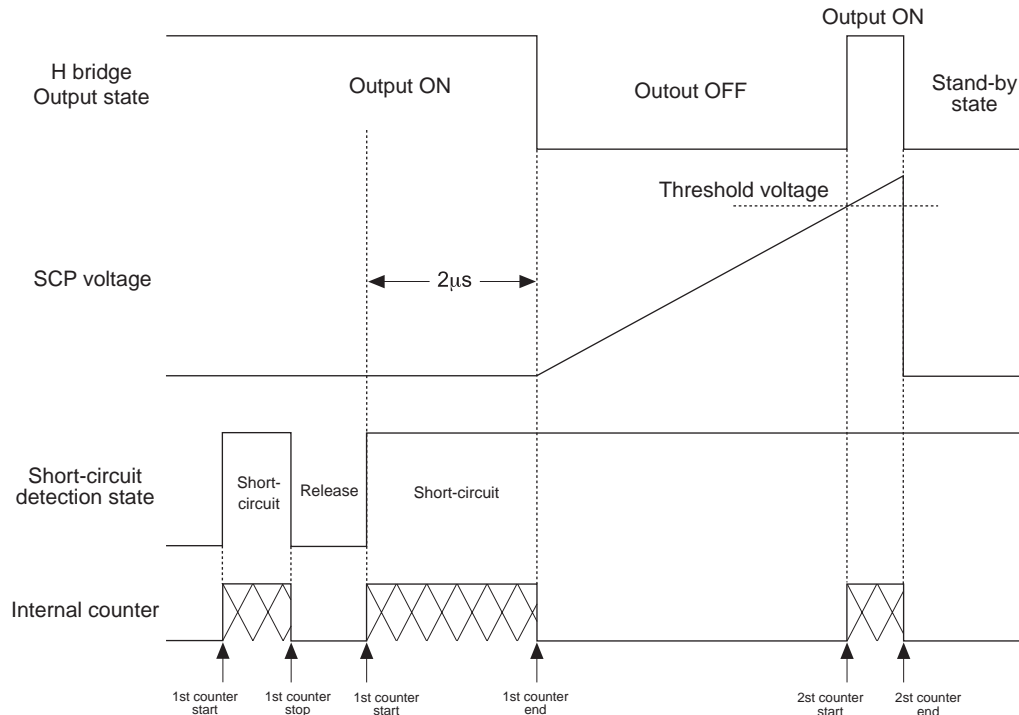 Output ON
H bridge
Output state
Output ON
Outout OFF
Stand-by
state
Threshold voltage
SCP voltage
2μs
Short-circuit
detection state
Short-
circuit
Release
Short-circuit
Internal counter
1st counter
start
1st counter
stop
1st counter
start
1st counter
end
2st counter
start
2st counter
end